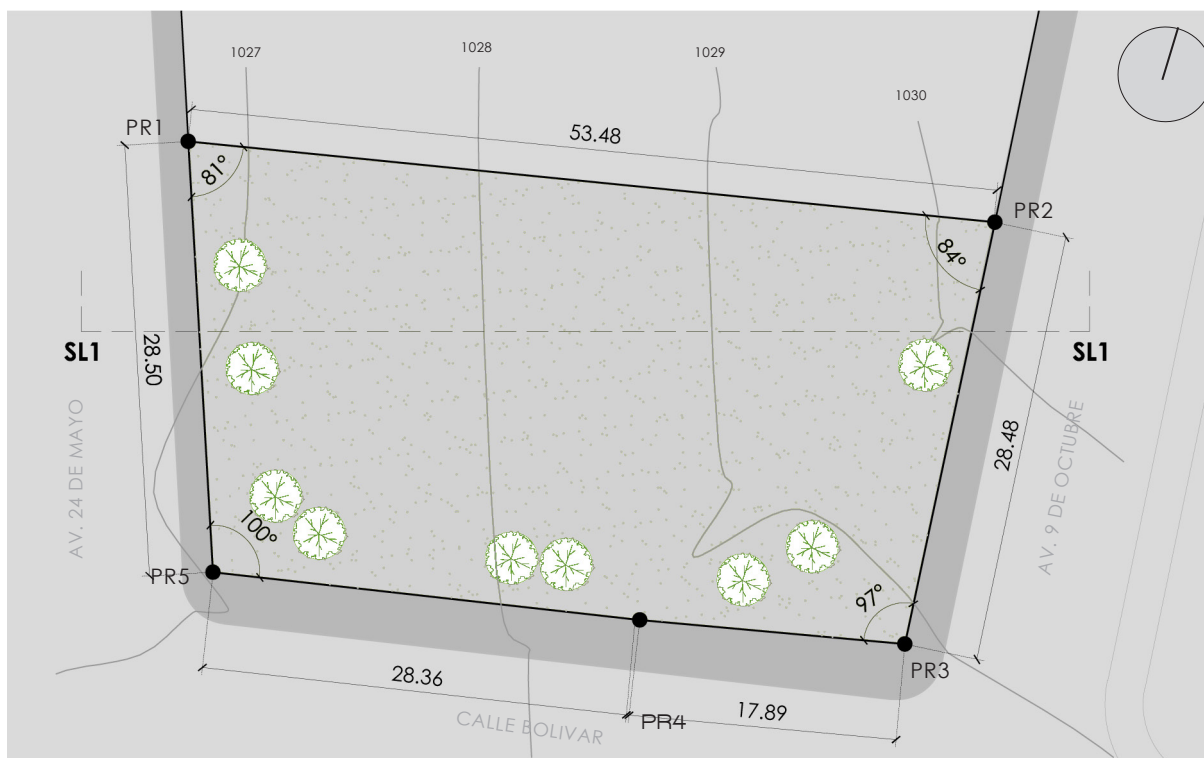 1027
1028
1029
1030
PR1
53.48
81°
PR2
84°
SL1
SL1
28.50
AV. 24 DE MAYO
28.48
AV. 9 DE OCTUBRE
100°
97°
PR5
PR3
28.36
PR4
17.89
CALLE BOLIVAR